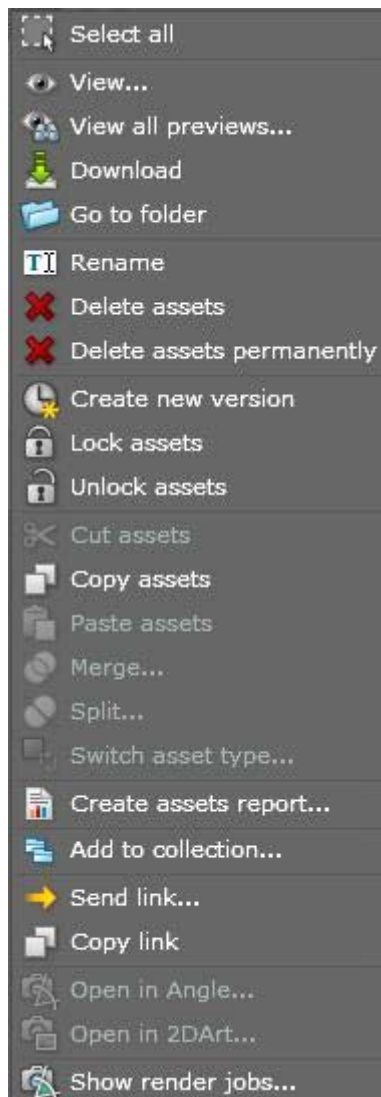 Select all
View...
View all previews...
Download
Go to folder
Rename
Delete assets
Delete assets permanently
Create new version
Lock assets
Unlock assets
Cut assets
Copy assets
Paste assets
Merge...
Split...
Switch asset type...
Create assets report...
Add to collection...
Send link...
Copy link
Open in Angle...
Open in 2DArt...
Show render jobs...